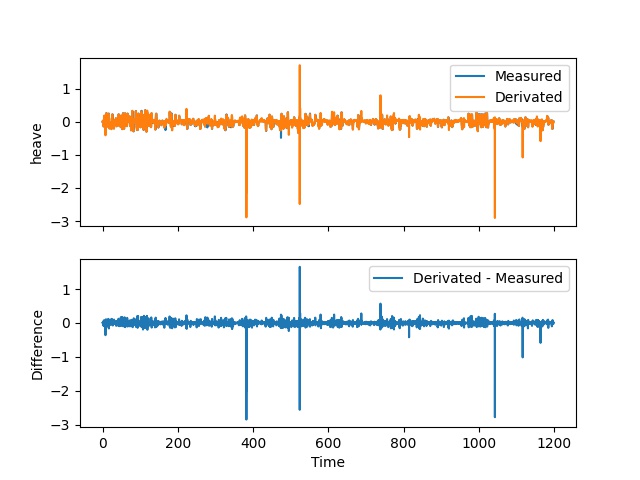 heave
1
0
−1
−2
−3
Measured
Derivated
Difference
1
0
−1
−2
−3
Derivated - Measured
0 200 400 600 800 1000 1200
Time